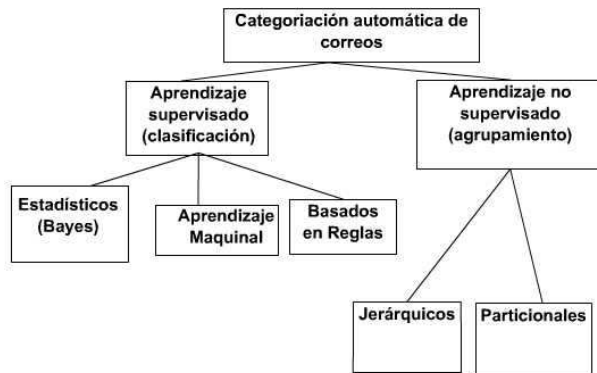 Categoriación automática de
correos
Aprendizaje
supervisado
(clasificación)
Aprendizaje no
supervisado
(agrupamiento)
Estadísticos
(Bayes)
Aprendizaje
Maquinal
Basados
en Reglas
Jerárquicos
Particionales